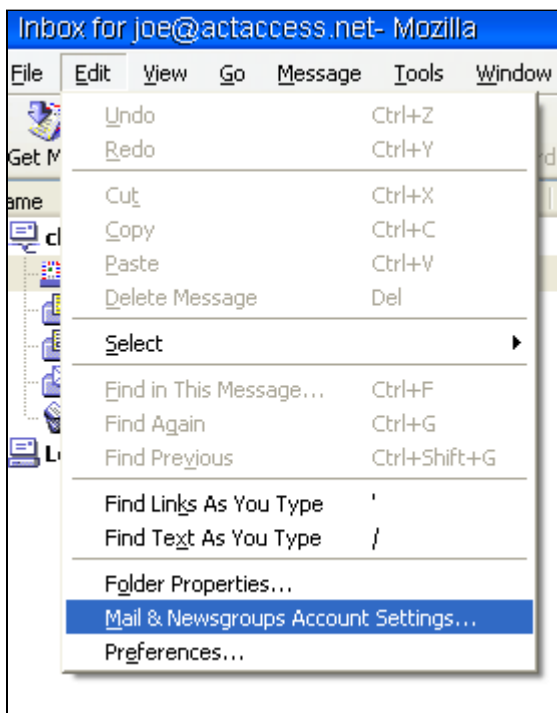 Inbox for joe@actaccess.net- Mozilla
File Edit View Go Message Tools Window
Undo Ctrl+Z
Redo Ctrl+Y
Get M
Cut Ctrl+X
Copy Ctrl+C
Paste Ctrl+V
Delete Message Del
Select
Find in This Message... Ctrl+F
Find Again Ctrl+G
Find Previous Ctrl+Shift+G
Find Links As You Type '
Find Text As You Type /
Folder Properties...
Mail & Newsgroups Account Settings...
Preferences...